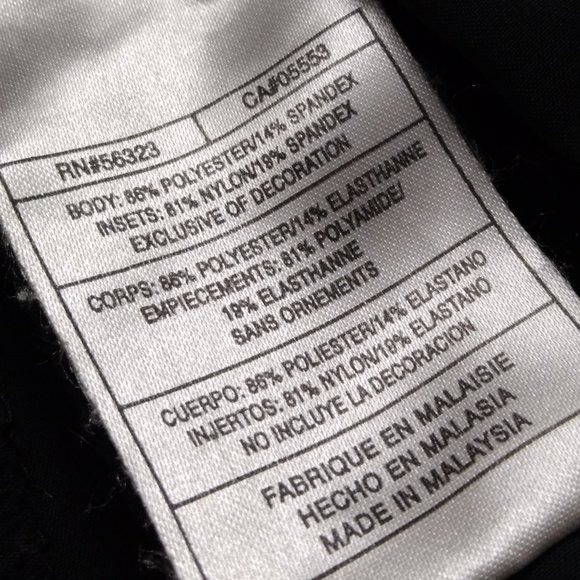 RN#56323
CA#05553
BODY: 86% POLYESTER/14% SPANDEX
INSETS: 81% NYLON/19% SPANDEX
EXCLUSIVE OF DECORATION
CORPS: 86% POLYESTER/14% ELASTHANNE
EMPIECEMENTS: 81% POLYAMIDE/
19% ELASTHANNE
SANS ORNEMENTS
CUERPO: 86% POLIESTER/14% ELASTANO
INJERTOS: 81% NYLON/19% ELASTANO
NO INCLUYE LA DECORACION
FABRIQUE EN MALAISIE
HECHO EN MALASIA
MADE IN MALAYSIA